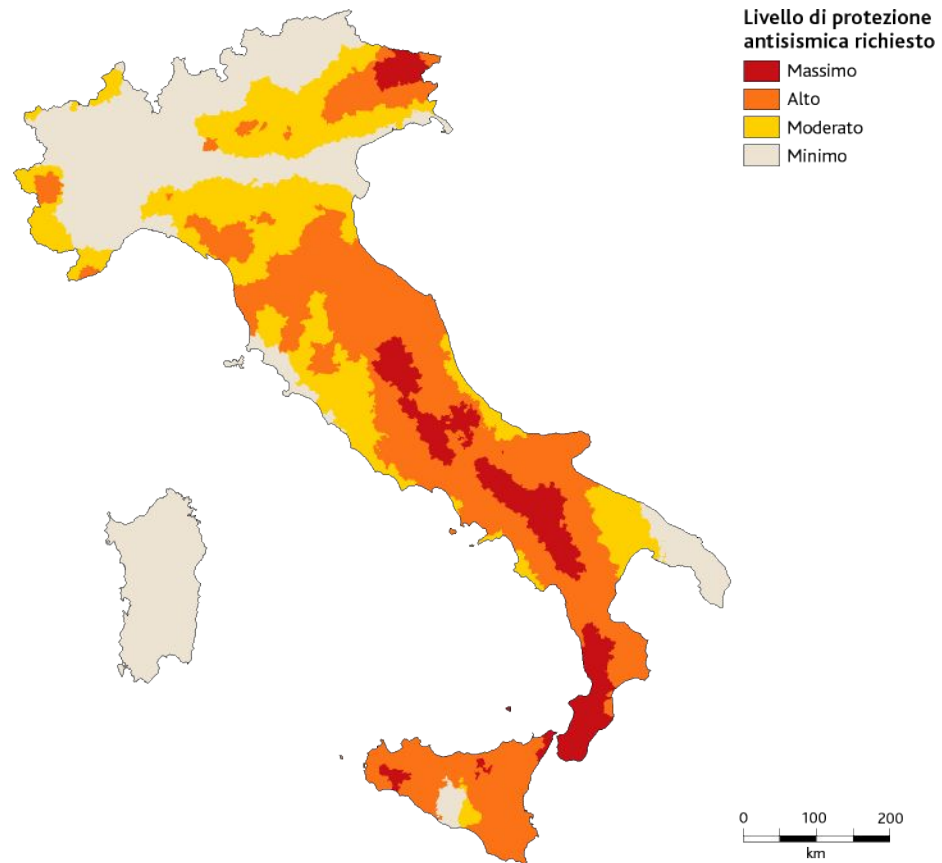 Livello di protezione
antisismica richiesto
Massimo
Alto
Moderato
Minimo
0 100 200
km